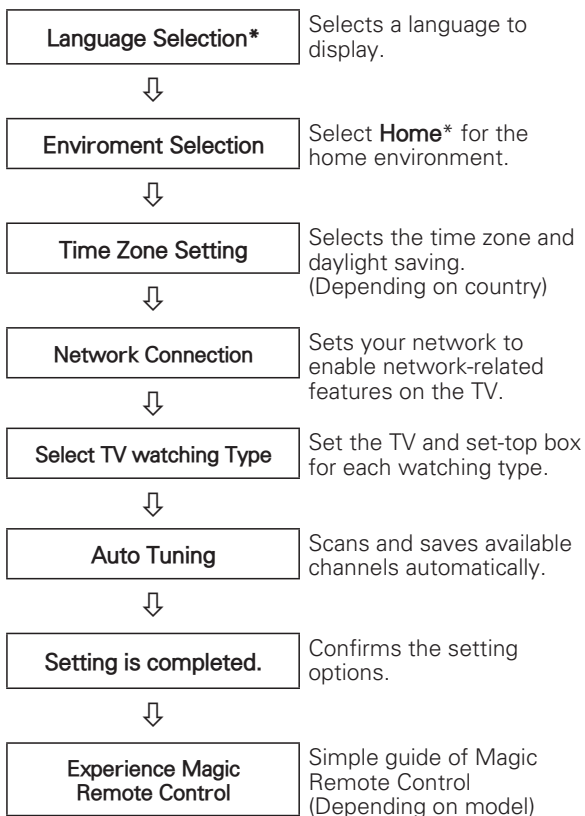 Language Selection*
Selects a language to
display.
⇩
Enviroment Selection
Select Home* for the
home environment.
⇩
Time Zone Setting
Selects the time zone and
daylight saving.
(Depending on country)
⇩
Network Connection
Sets your network to
enable network-related
features on the TV.
⇩
Select TV watching Type
Set the TV and set-top box
for each watching type.
⇩
Auto Tuning
Scans and saves available
channels automatically.
⇩
Setting is completed.
Confirms the setting
options.
⇩
Experience Magic
Remote Control
Simple guide of Magic
Remote Control
(Depending on model)